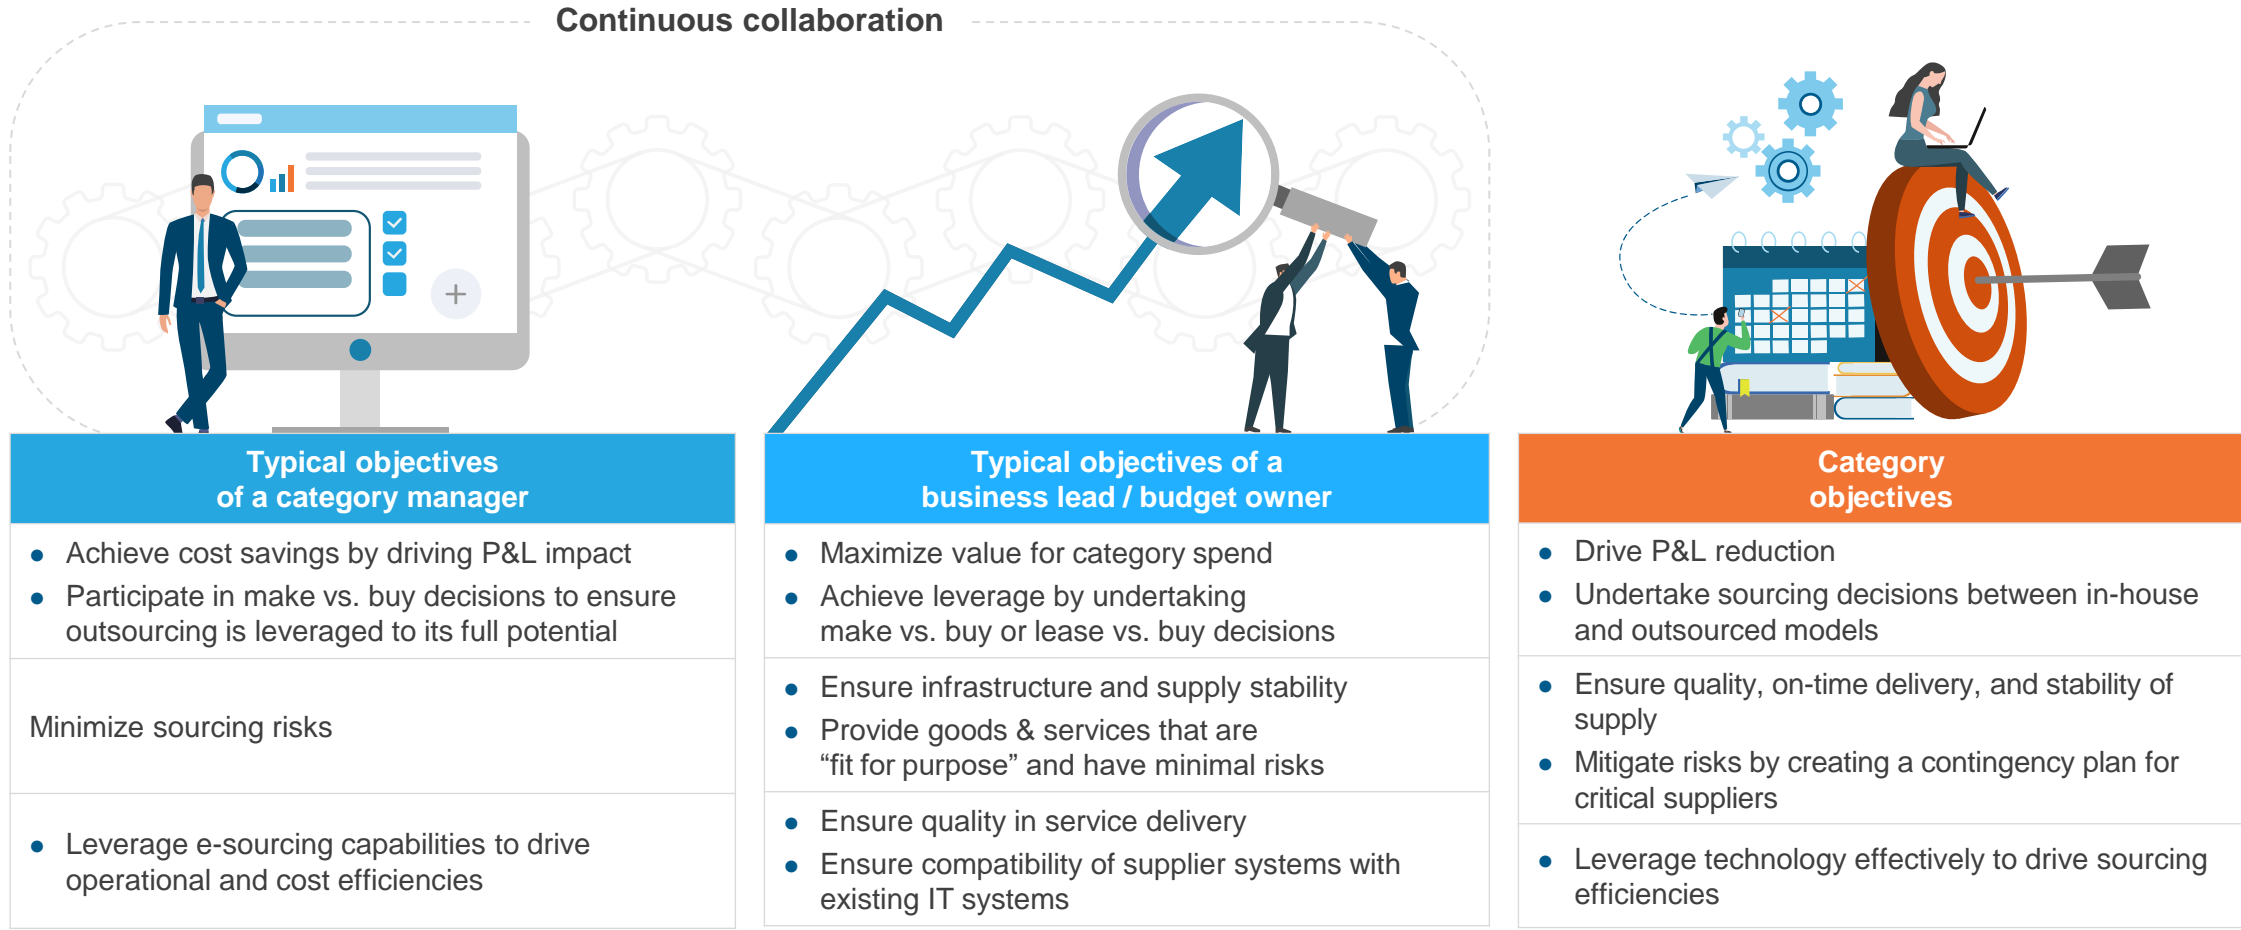 Continuous collaboration
Typical objectives
of a category manager
● Achieve cost savings by driving P&L impact
● Participate in make vs. buy decisions to ensure
outsourcing is leveraged to its full potential
Minimize sourcing risks
● Leverage e-sourcing capabilities to drive
operational and cost efficiencies
Typical objectives of a
business lead / budget owner
● Maximize value for category spend
● Achieve leverage by undertaking
make vs. buy or lease vs. buy decisions
● Ensure infrastructure and supply stability
● Provide goods & services that are
“fit for purpose” and have minimal risks
● Ensure quality in service delivery
● Ensure compatibility of supplier systems with
existing IT systems
Category
objectives
● Drive P&L reduction
● Undertake sourcing decisions between in-house
and outsourced models
● Ensure quality, on-time delivery, and stability of
supply
● Mitigate risks by creating a contingency plan for
critical suppliers
● Leverage technology effectively to drive sourcing
efficiencies